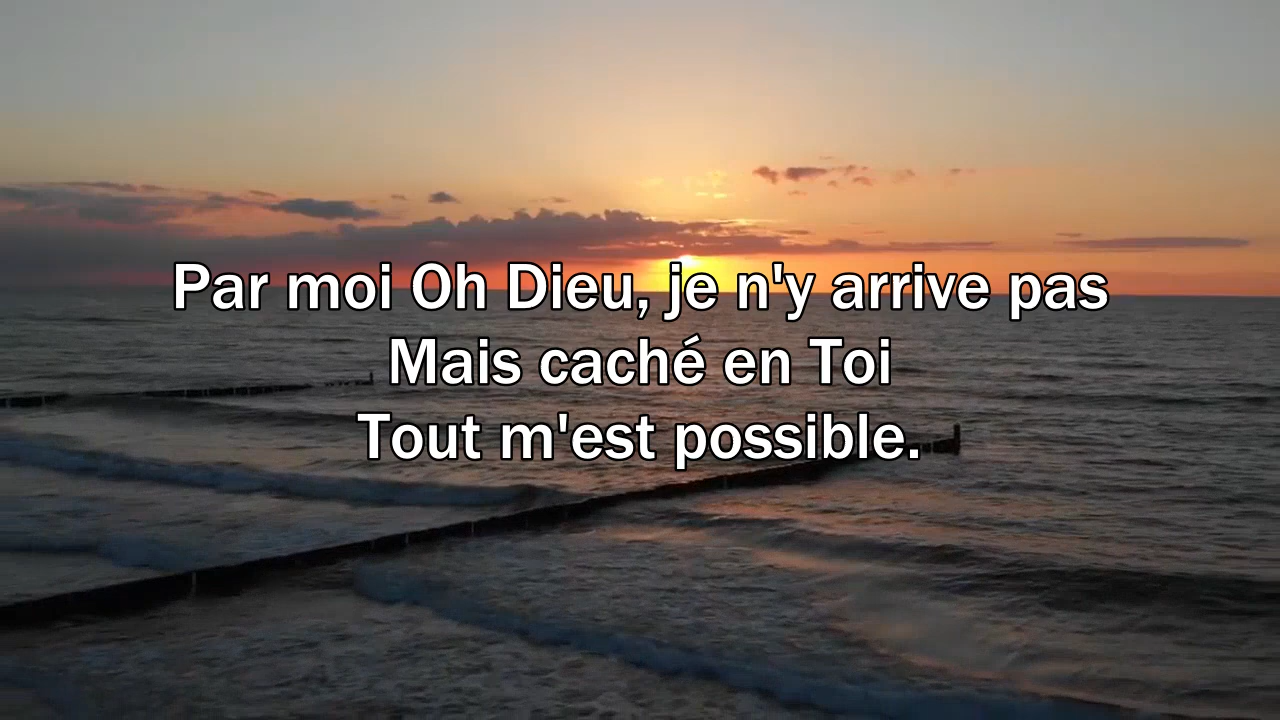 Par moi Oh Dieu, je n'y arrive pas
Mais caché en Toi
Tout m'est possible.